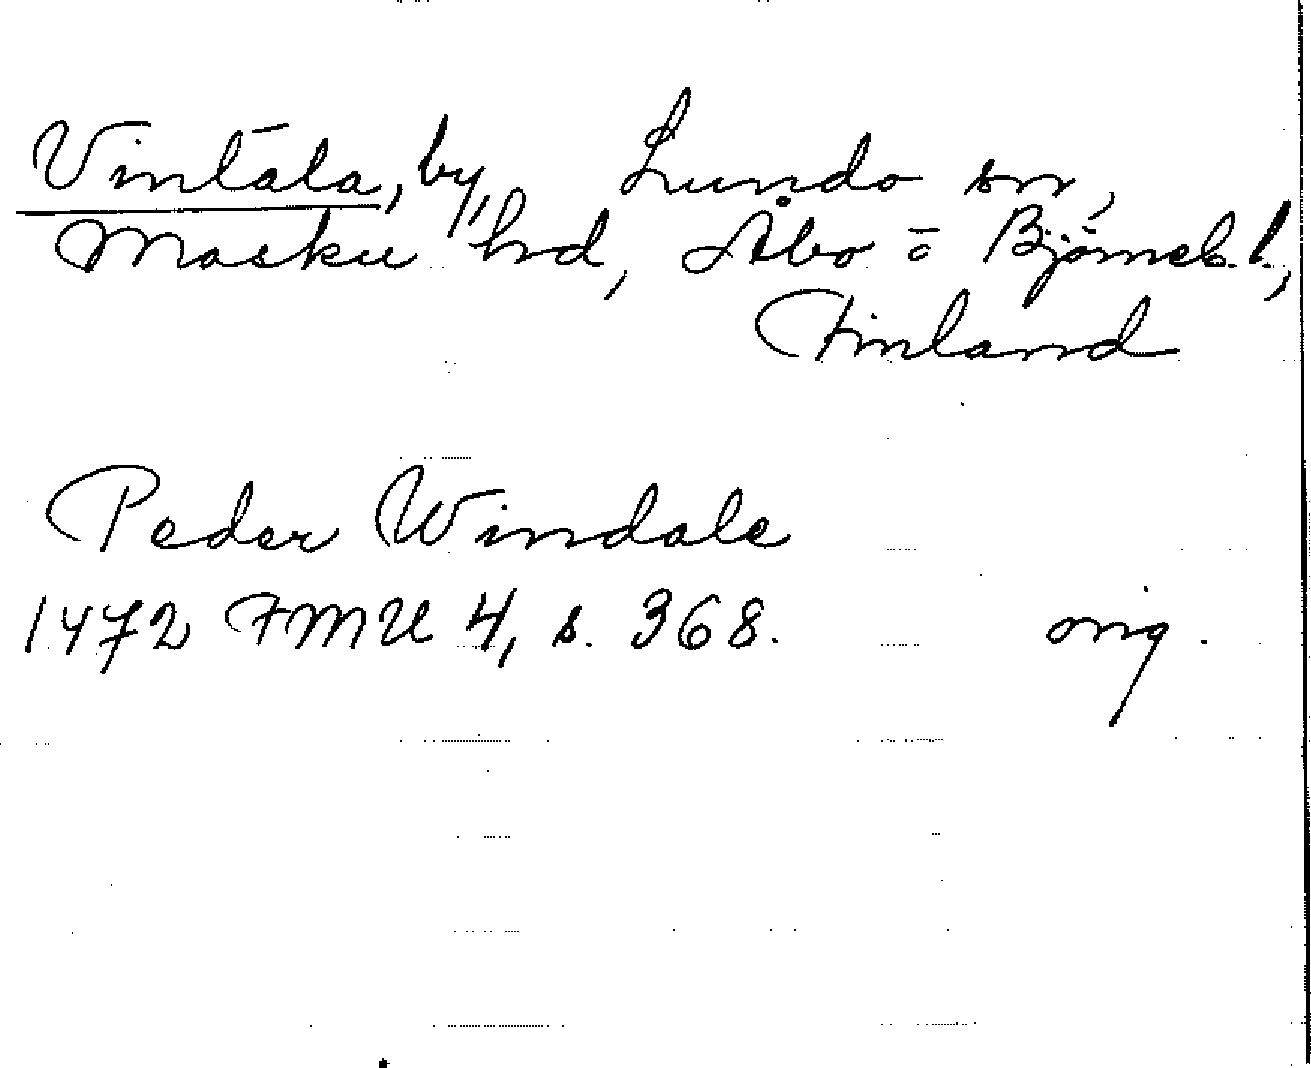 Vintala, by, Lundo sn,
Masku hd, Åbo o Björneb. l.,
Finland
Peder Windale
1472 FMU 4, s. 368. orig.